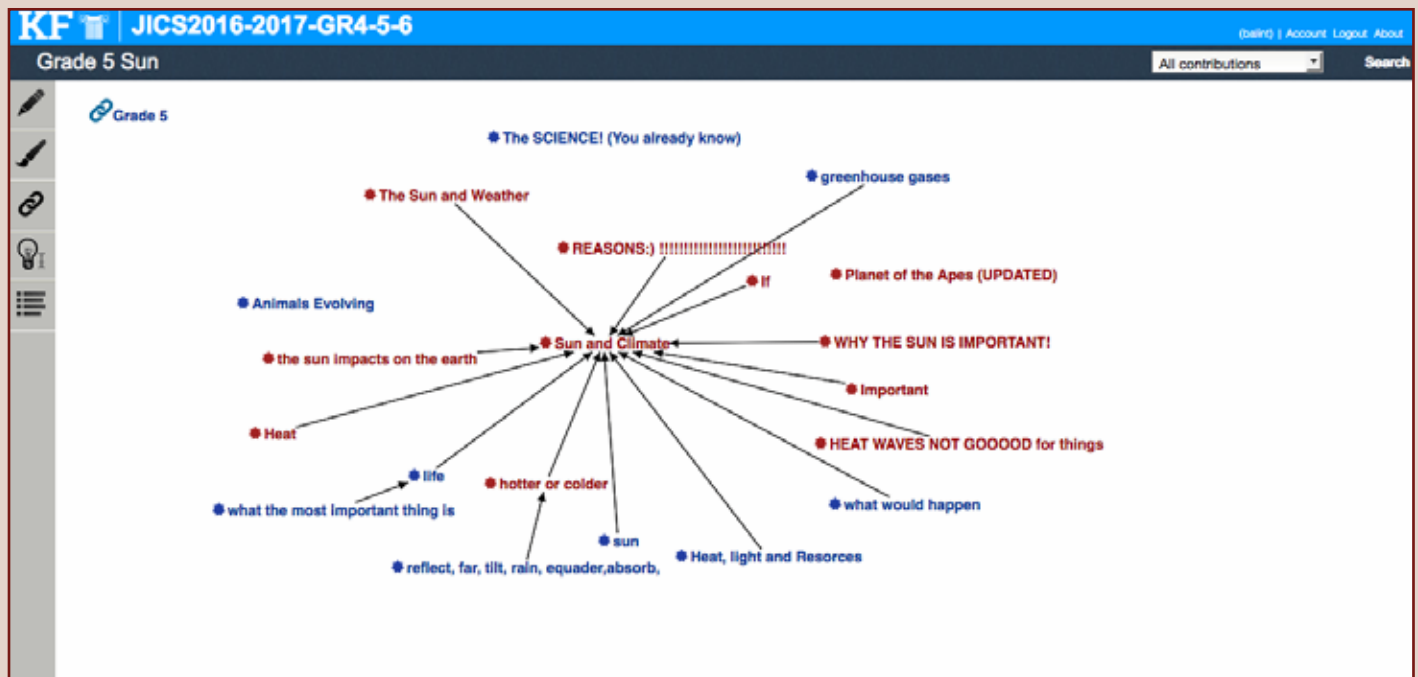 KF JICS2016-2017-GR4-5-6
(balint) | Account Logout About
Grade 5 Sun
All contributions
Search
Grade 5
The SCIENCE! (You already know)
greenhouse gases
The Sun and Weather
REASONS:) !!!!!!!!!!!!!!!!!!!!!!!!!!
If
Planet of the Apes (UPDATED)
Animals Evolving
Sun and Climate
WHY THE SUN IS IMPORTANT!
the sun impacts on the earth
Important
Heat
HEAT WAVES NOT GOOOOD for things
life
hotter or colder
what the most important thing is
what would happen
sun
Heat, light and Resorces
reflect, far, tilt, rain, equader,absorb,